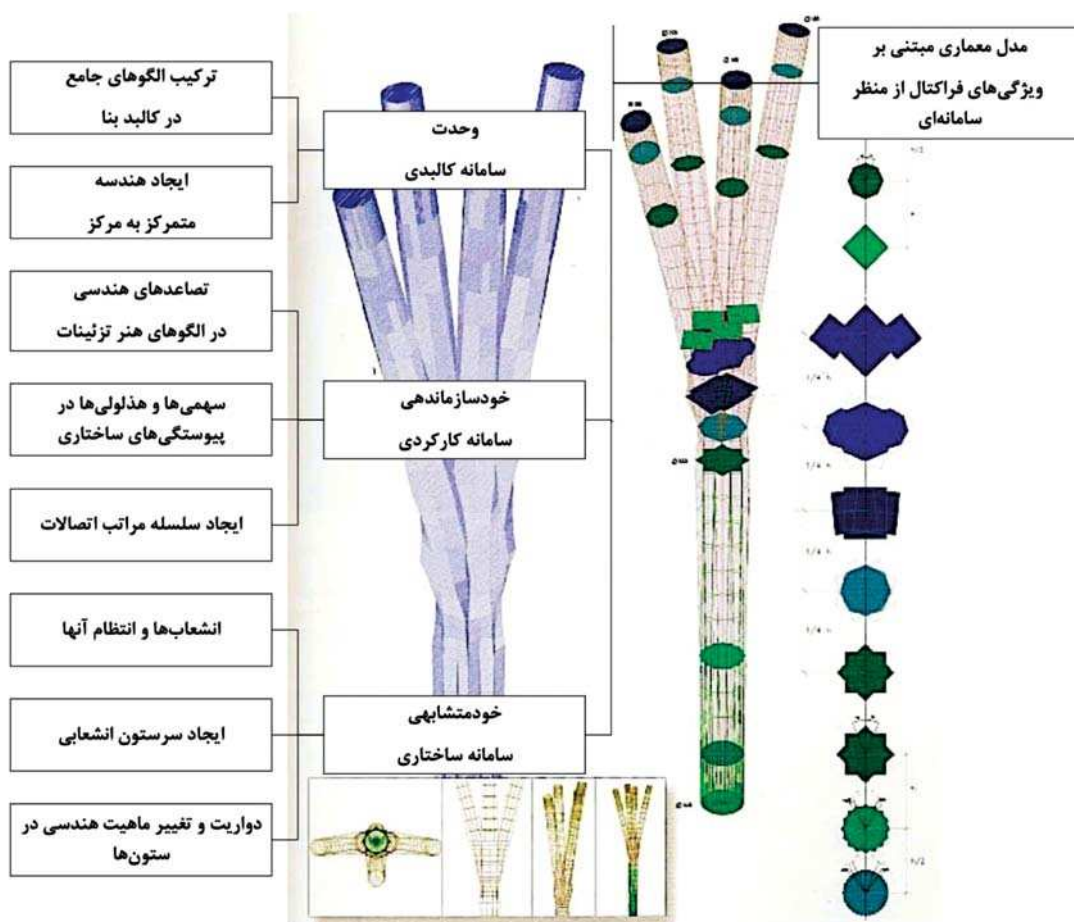 مدل معماری مبتنی بر
ویژگی‌های فراکتال از منظر
سامانه‌ای
وحدت
سامانه کالبدی
خودسازماندهی
سامانه کارکردی
خودمتشابهی
سامانه ساختاری
ترکیب الگوهای جامع
در کالبد بنا
ایجاد هندسه
متمرکز به مرکز
تصاعدهای هندسی
در الگوهای هنر تزئینات
سهمی‌ها و هذلولی‌ها در
پیوستگی‌های ساختاری
ایجاد سلسله مراتب اتصالات
انشعاب‌ها و انتظام آنها
ایجاد سرستون انشعابی
دواریت و تغییر ماهیت هندسی در
ستون‌ها